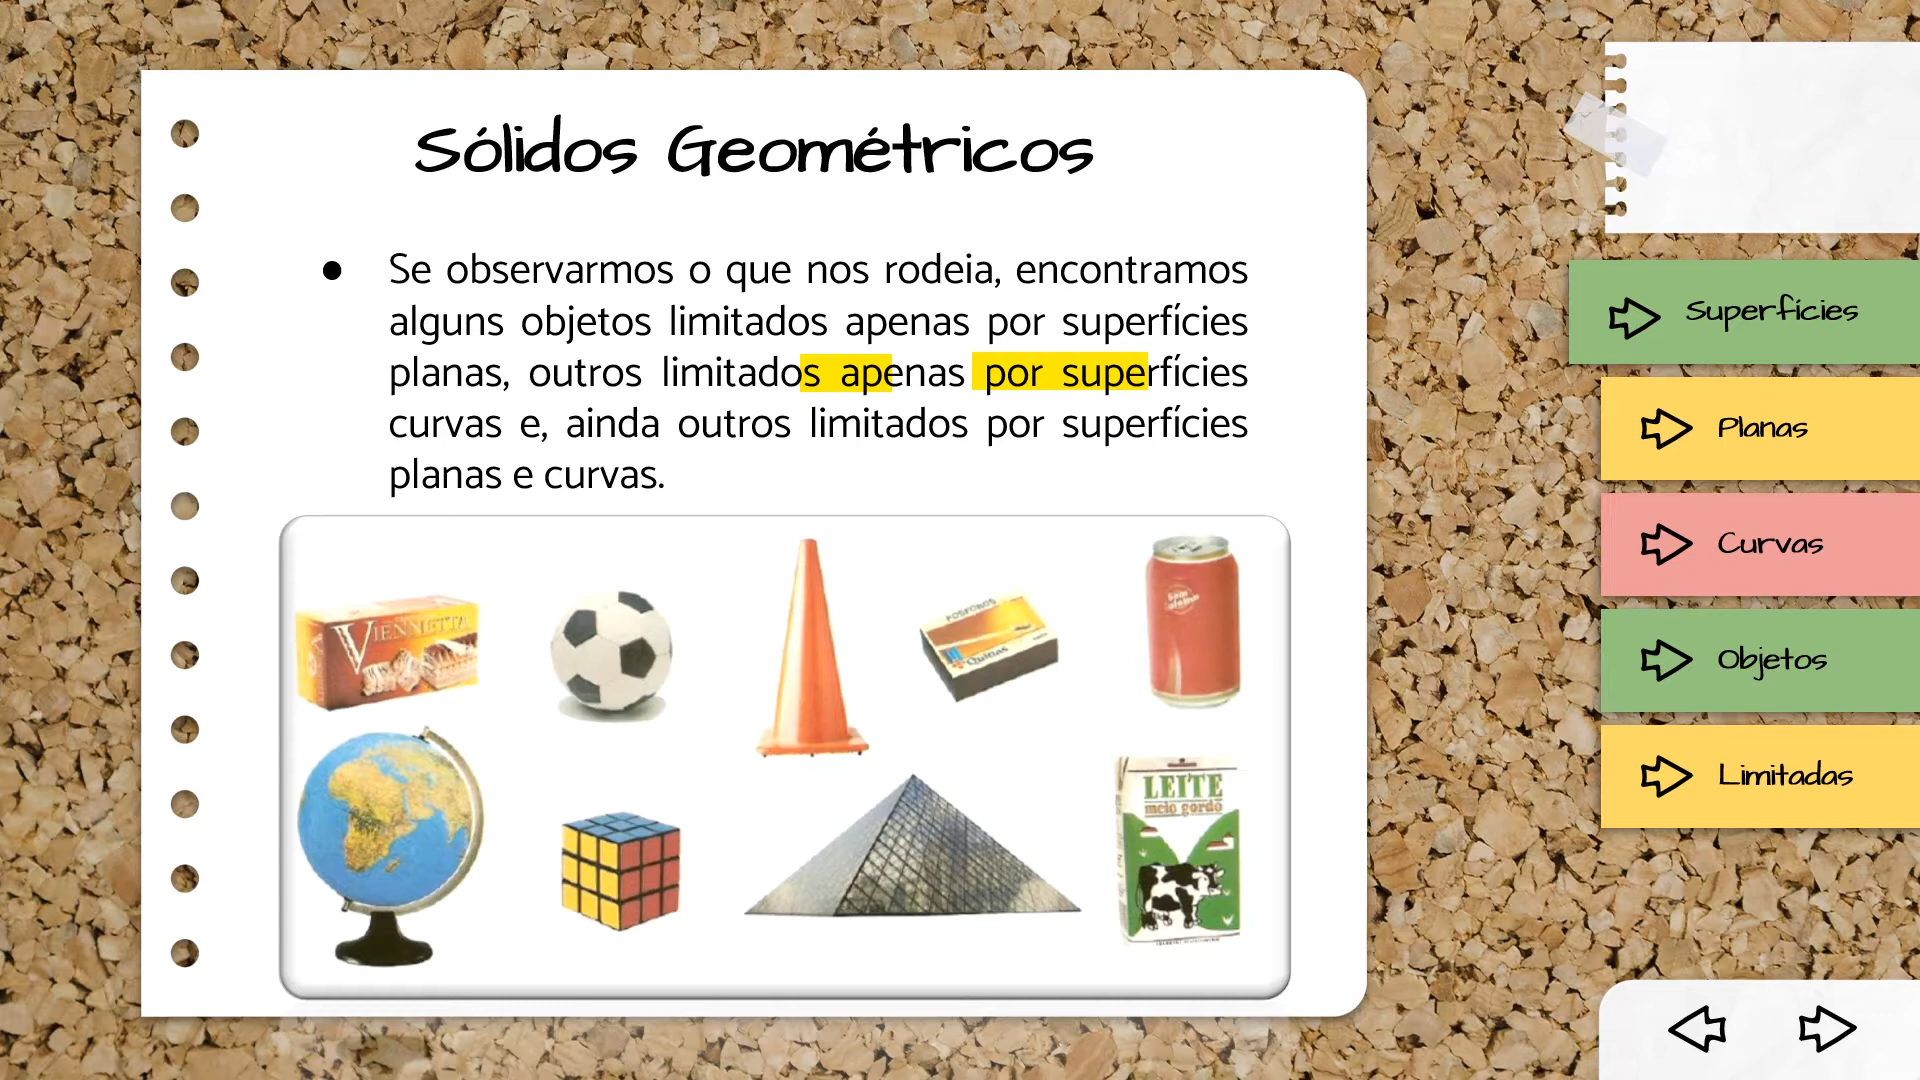 Sólidos Geométricos
● Se observarmos o que nos rodeia, encontramos
alguns objetos limitados apenas por superfícies
planas, outros limitados apenas por superfícies
curvas e, ainda outros limitados por superfícies
planas e curvas.
VIENNETTA
FOSFOROS
Quinas
LEITE
meio gordo
Superfícies
Planas
Curvas
Objetos
Limitadas